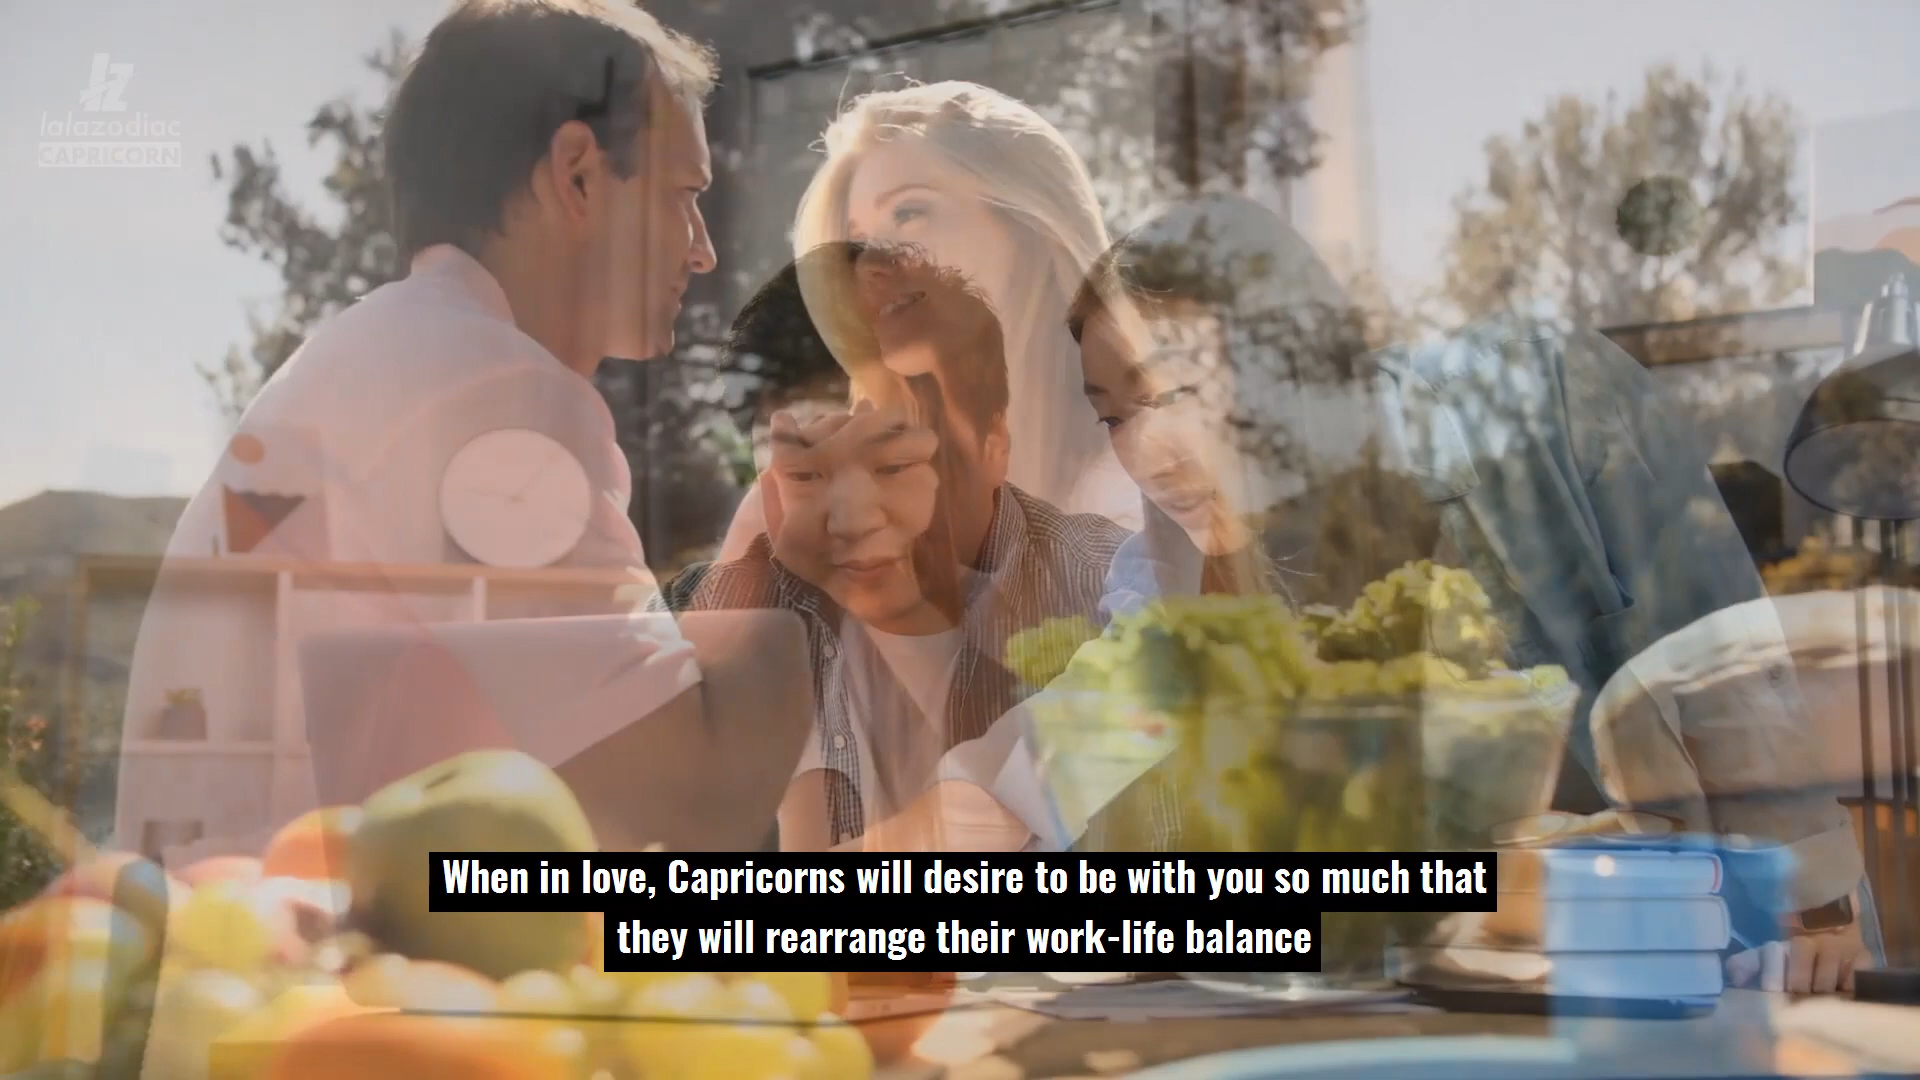 lalazodiac
CAPRICORN
When in love, Capricorns will desire to be with you so much that
they will rearrange their work-life balance